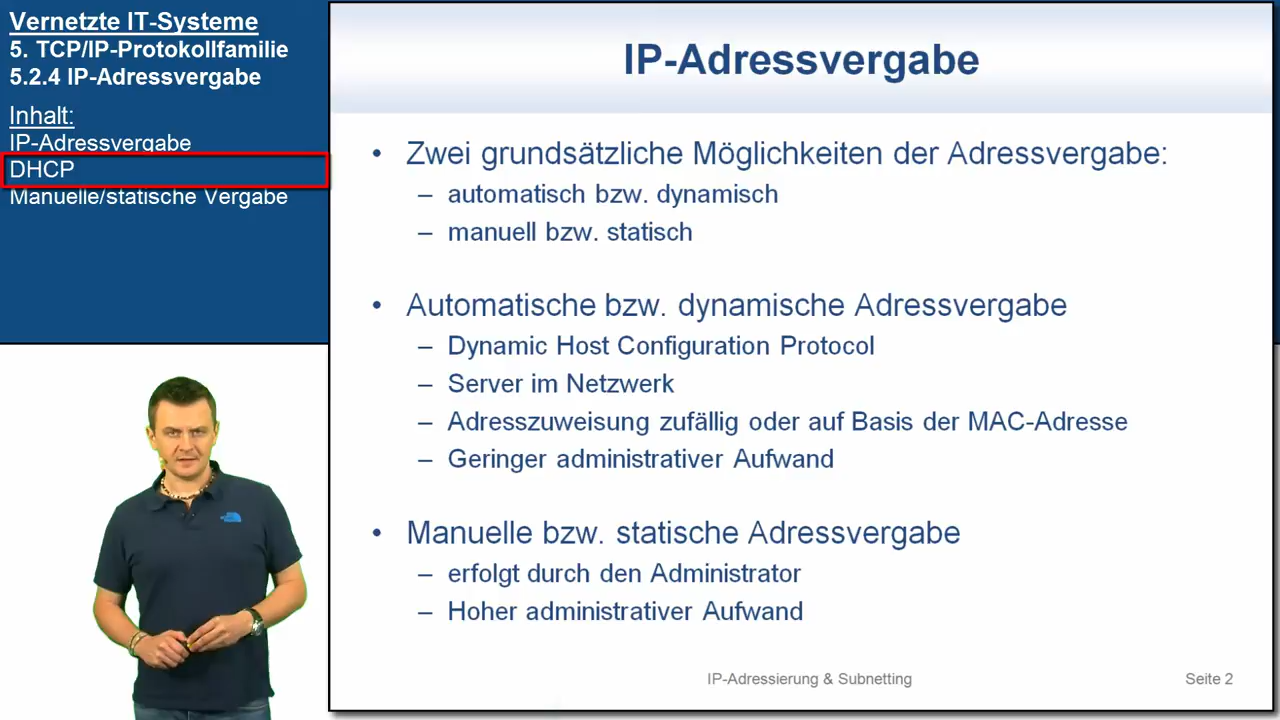 Vernetzte IT-Systeme
5. TCP/IP-Protokollfamilie
5.2.4 IP-Adressvergabe
Inhalt:
IP-Adressvergabe
DHCP
Manuelle/statische Vergabe
IP-Adressvergabe
• Zwei grundsätzliche Möglichkeiten der Adressvergabe:
– automatisch bzw. dynamisch
– manuell bzw. statisch
• Automatische bzw. dynamische Adressvergabe
– Dynamic Host Configuration Protocol
– Server im Netzwerk
– Adresszuweisung zufällig oder auf Basis der MAC-Adresse
– Geringer administrativer Aufwand
• Manuelle bzw. statische Adressvergabe
– erfolgt durch den Administrator
– Hoher administrativer Aufwand
IP-Adressierung & Subnetting
Seite 2